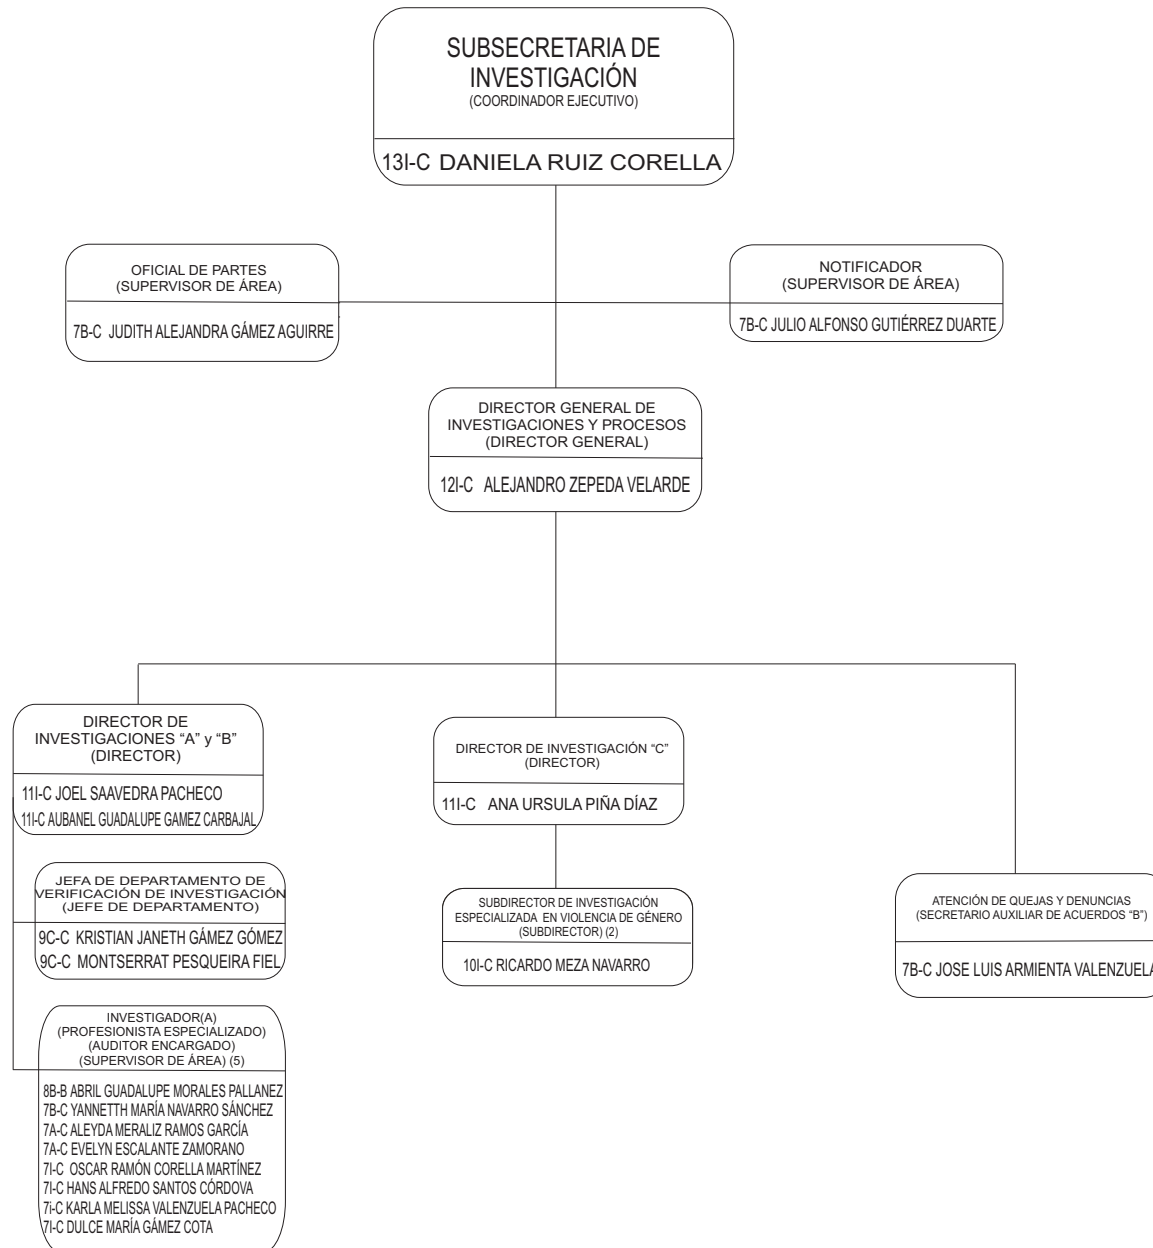 SUBSECRETARIA DE
INVESTIGACIÓN
(COORDINADOR EJECUTIVO)
13I-C DANIELA RUIZ CORELLA
OFICIAL DE PARTES
(SUPERVISOR DE ÁREA)
7B-C JUDITH ALEJANDRA GÁMEZ AGUIRRE
NOTIFICADOR
(SUPERVISOR DE ÁREA)
7B-C JULIO ALFONSO GUTIÉRREZ DUARTE
DIRECTOR GENERAL DE
INVESTIGACIONES Y PROCESOS
(DIRECTOR GENERAL)
12I-C ALEJANDRO ZEPEDA VELARDE
DIRECTOR DE
INVESTIGACIONES “A” y “B”
(DIRECTOR)
11I-C JOEL SAAVEDRA PACHECO
11I-C AUBANEL GUADALUPE GAMEZ CARBAJAL
DIRECTOR DE INVESTIGACIÓN “C”
(DIRECTOR)
11I-C ANA URSULA PIÑA DÍAZ
JEFA DE DEPARTAMENTO DE
VERIFICACIÓN DE INVESTIGACIÓN
(JEFE DE DEPARTAMENTO)
9C-C KRISTIAN JANETH GÁMEZ GÓMEZ
9C-C MONTSERRAT PESQUEIRA FIEL
SUBDIRECTOR DE INVESTIGACIÓN
ESPECIALIZADA EN VIOLENCIA DE GÉNERO
(SUBDIRECTOR) (2)
10I-C RICARDO MEZA NAVARRO
ATENCIÓN DE QUEJAS Y DENUNCIAS
(SECRETARIO AUXILIAR DE ACUERDOS “B”)
7B-C JOSE LUIS ARMIENTA VALENZUELA
INVESTIGADOR(A)
(PROFESIONISTA ESPECIALIZADO)
(AUDITOR ENCARGADO)
(SUPERVISOR DE ÁREA) (5)
8B-B ABRIL GUADALUPE MORALES PALLANEZ
7B-C YANNETTH MARÍA NAVARRO SÁNCHEZ
7A-C ALEYDA MERALIZ RAMOS GARCÍA
7A-C EVELYN ESCALANTE ZAMORANO
7I-C OSCAR RAMÓN CORELLA MARTÍNEZ
7I-C HANS ALFREDO SANTOS CÓRDOVA
7i-C KARLA MELISSA VALENZUELA PACHECO
7I-C DULCE MARÍA GÁMEZ COTA